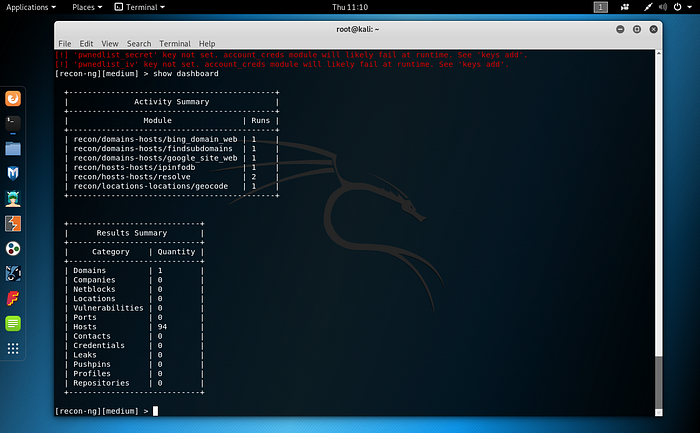 Applications Places Terminal Thu 11:10 1
root@kali: ~
File Edit View Search Terminal Help
[!] 'pwnedlist_secret' key not set. account_creds module will likely fail at runtime. See 'keys add'.
[!] 'pwnedlist_iv' key not set. account_creds module will likely fail at runtime. See 'keys add'.
[recon-ng][medium] > show dashboard
+------------------------------------------+
| Activity Summary |
+------------------------------------------+
| Module | Runs |
+------------------------------------------+
| recon/domains-hosts/bing_domain_web | 1 |
| recon/domains-hosts/findsubdomains | 1 |
| recon/domains-hosts/google_site_web | 1 |
| recon/hosts-hosts/ipinfodb | 1 |
| recon/hosts-hosts/resolve | 2 |
| recon/locations-locations/geocode | 1 |
+------------------------------------------+
+----------------------------+
| Results Summary |
+----------------------------+
| Category | Quantity |
+----------------------------+
| Domains | 1 |
| Companies | 0 |
| Netblocks | 0 |
| Locations | 0 |
| Vulnerabilities | 0 |
| Ports | 0 |
| Hosts | 94 |
| Contacts | 0 |
| Credentials | 0 |
| Leaks | 0 |
| Pushpins | 0 |
| Profiles | 0 |
| Repositories | 0 |
+----------------------------+
[recon-ng][medium] >